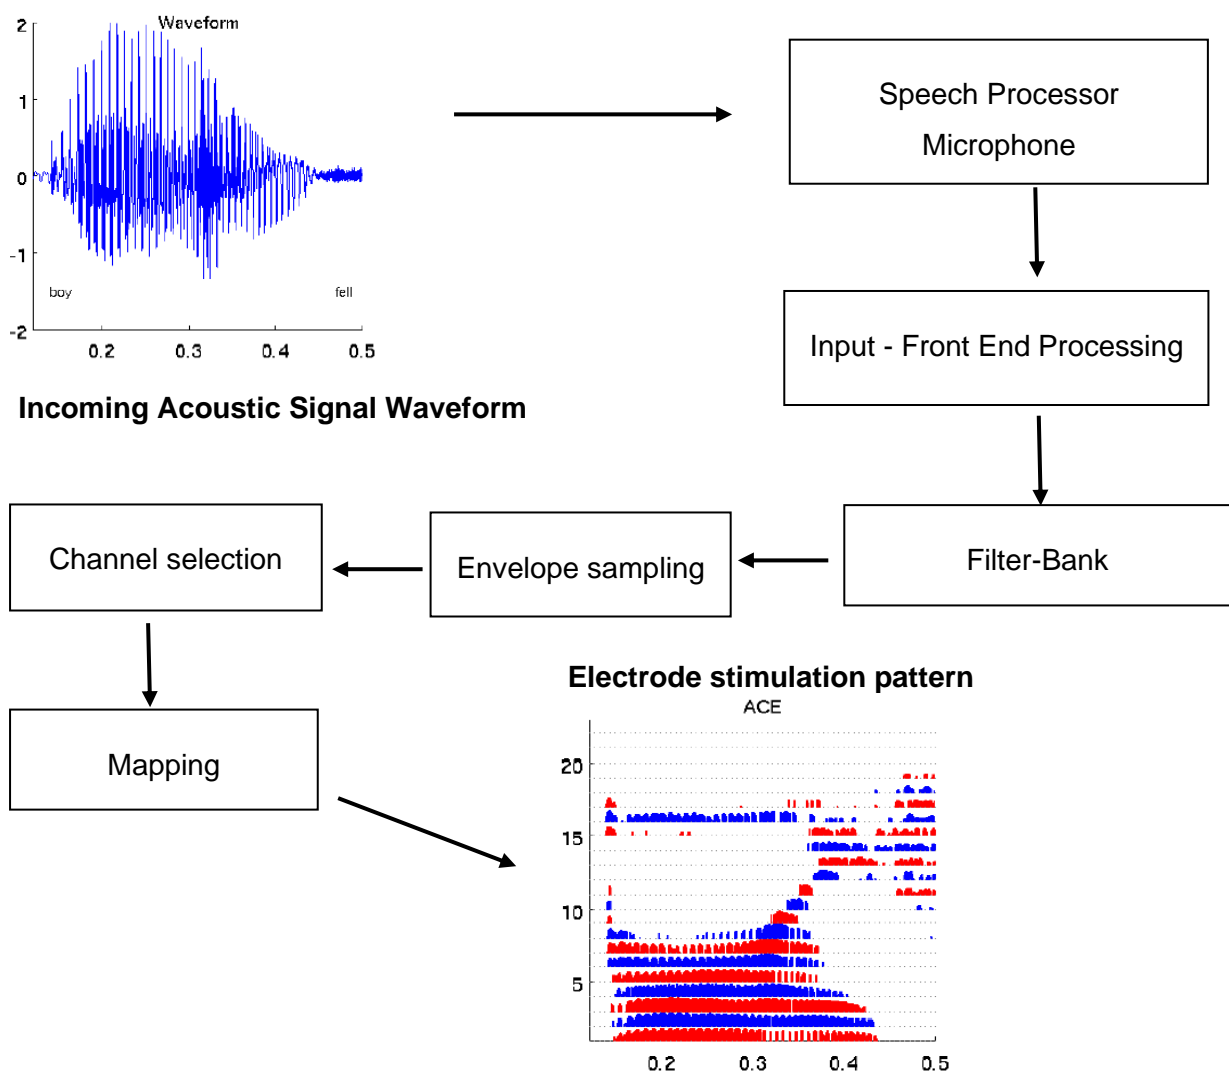 Waveform
2
1
0
-1
-2
boy
fell
0.2 0.3 0.4 0.5
Incoming Acoustic Signal Waveform
Speech Processor
Microphone
Input - Front End Processing
Filter-Bank
Envelope sampling
Channel selection
Mapping
Electrode stimulation pattern
ACE
20
15
10
5
0.2 0.3 0.4 0.5